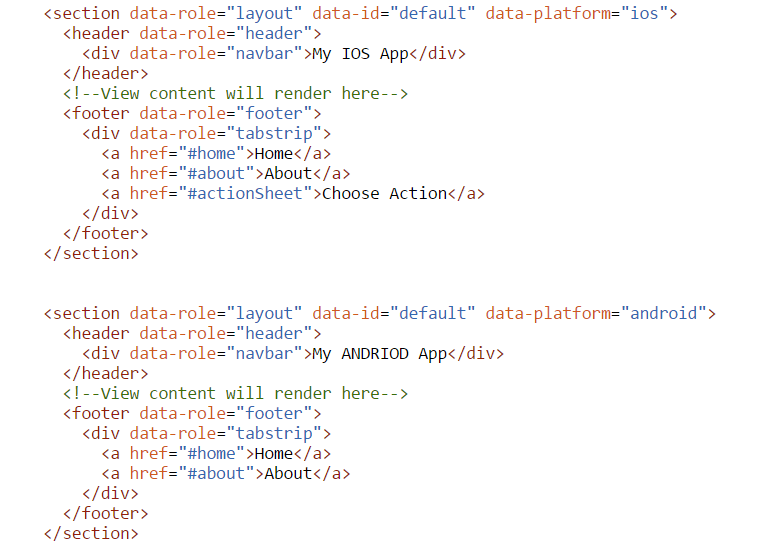 <section data-role="layout" data-id="default" data-platform="ios">
  <header data-role="header">
    <div data-role="navbar">My IOS App</div>
  </header>
  <!--View content will render here-->
  <footer data-role="footer">
    <div data-role="tabstrip">
      <a href="#home">Home</a>
      <a href="#about">About</a>
      <a href="#actionSheet">Choose Action</a>
    </div>
  </footer>
</section>
<section data-role="layout" data-id="default" data-platform="android">
  <header data-role="header">
    <div data-role="navbar">My ANDRIOD App</div>
  </header>
  <!--View content will render here-->
  <footer data-role="footer">
    <div data-role="tabstrip">
      <a href="#home">Home</a>
      <a href="#about">About</a>
    </div>
  </footer>
</section>